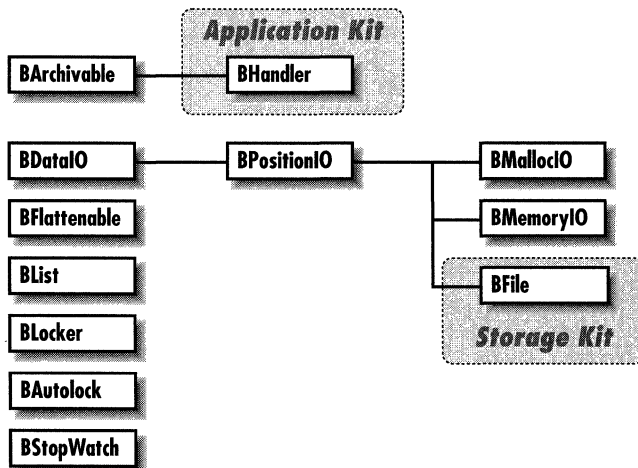 Application Kit
BArchivable
BHandler
BDataIO
BPositionIO
BMallocIO
BFlattenable
BMemoryIO
BList
BFile
BLocker
Storage Kit
BAutolock
BStopWatch